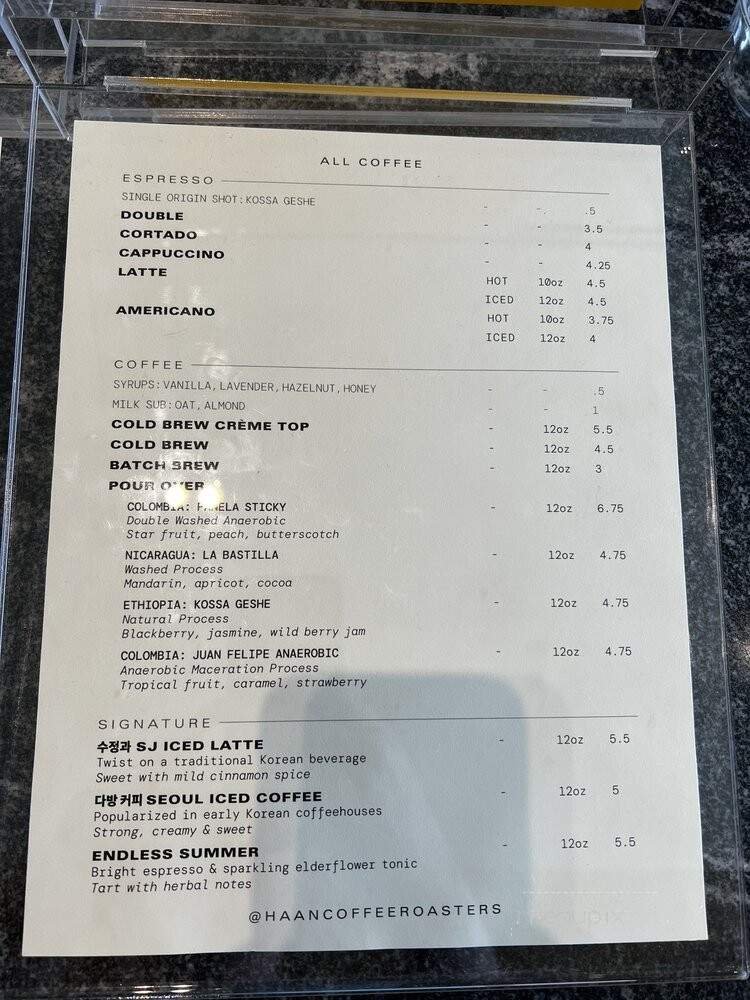 ALL COFFEE
ESPRESSO
SINGLE ORIGIN SHOT: KOSSA GESHE - - .5
DOUBLE - - 3.5
CORTADO - - 4
CAPPUCCINO - - 4.25
LATTE HOT 10oz 4.5
ICED 12oz 4.5
AMERICANO HOT 10oz 3.75
ICED 12oz 4
COFFEE
SYRUPS: VANILLA, LAVENDER, HAZELNUT, HONEY - - .5
MILK SUB: OAT, ALMOND - - 1
COLD BREW CRÈME TOP - 12oz 5.5
COLD BREW - 12oz 4.5
BATCH BREW - 12oz 3
POUR OVER
COLOMBIA: PANELA STICKY - 12oz 6.75
Double Washed Anaerobic
Star fruit, peach, butterscotch
NICARAGUA: LA BASTILLA - 12oz 4.75
Washed Process
Mandarin, apricot, cocoa
ETHIOPIA: KOSSA GESHE - 12oz 4.75
Natural Process
Blackberry, jasmine, wild berry jam
COLOMBIA: JUAN FELIPE ANAEROBIC - 12oz 4.75
Anaerobic Maceration Process
Tropical fruit, caramel, strawberry
SIGNATURE
수정과 SJ ICED LATTE - 12oz 5.5
Twist on a traditional Korean beverage
Sweet with mild cinnamon spice
다방커피 SEOUL ICED COFFEE - 12oz 5
Popularized in early Korean coffeehouses
Strong, creamy & sweet
ENDLESS SUMMER - 12oz 5.5
Bright espresso & sparkling elderflower tonic
Tart with herbal notes
@HAANCOFFEEROASTERS